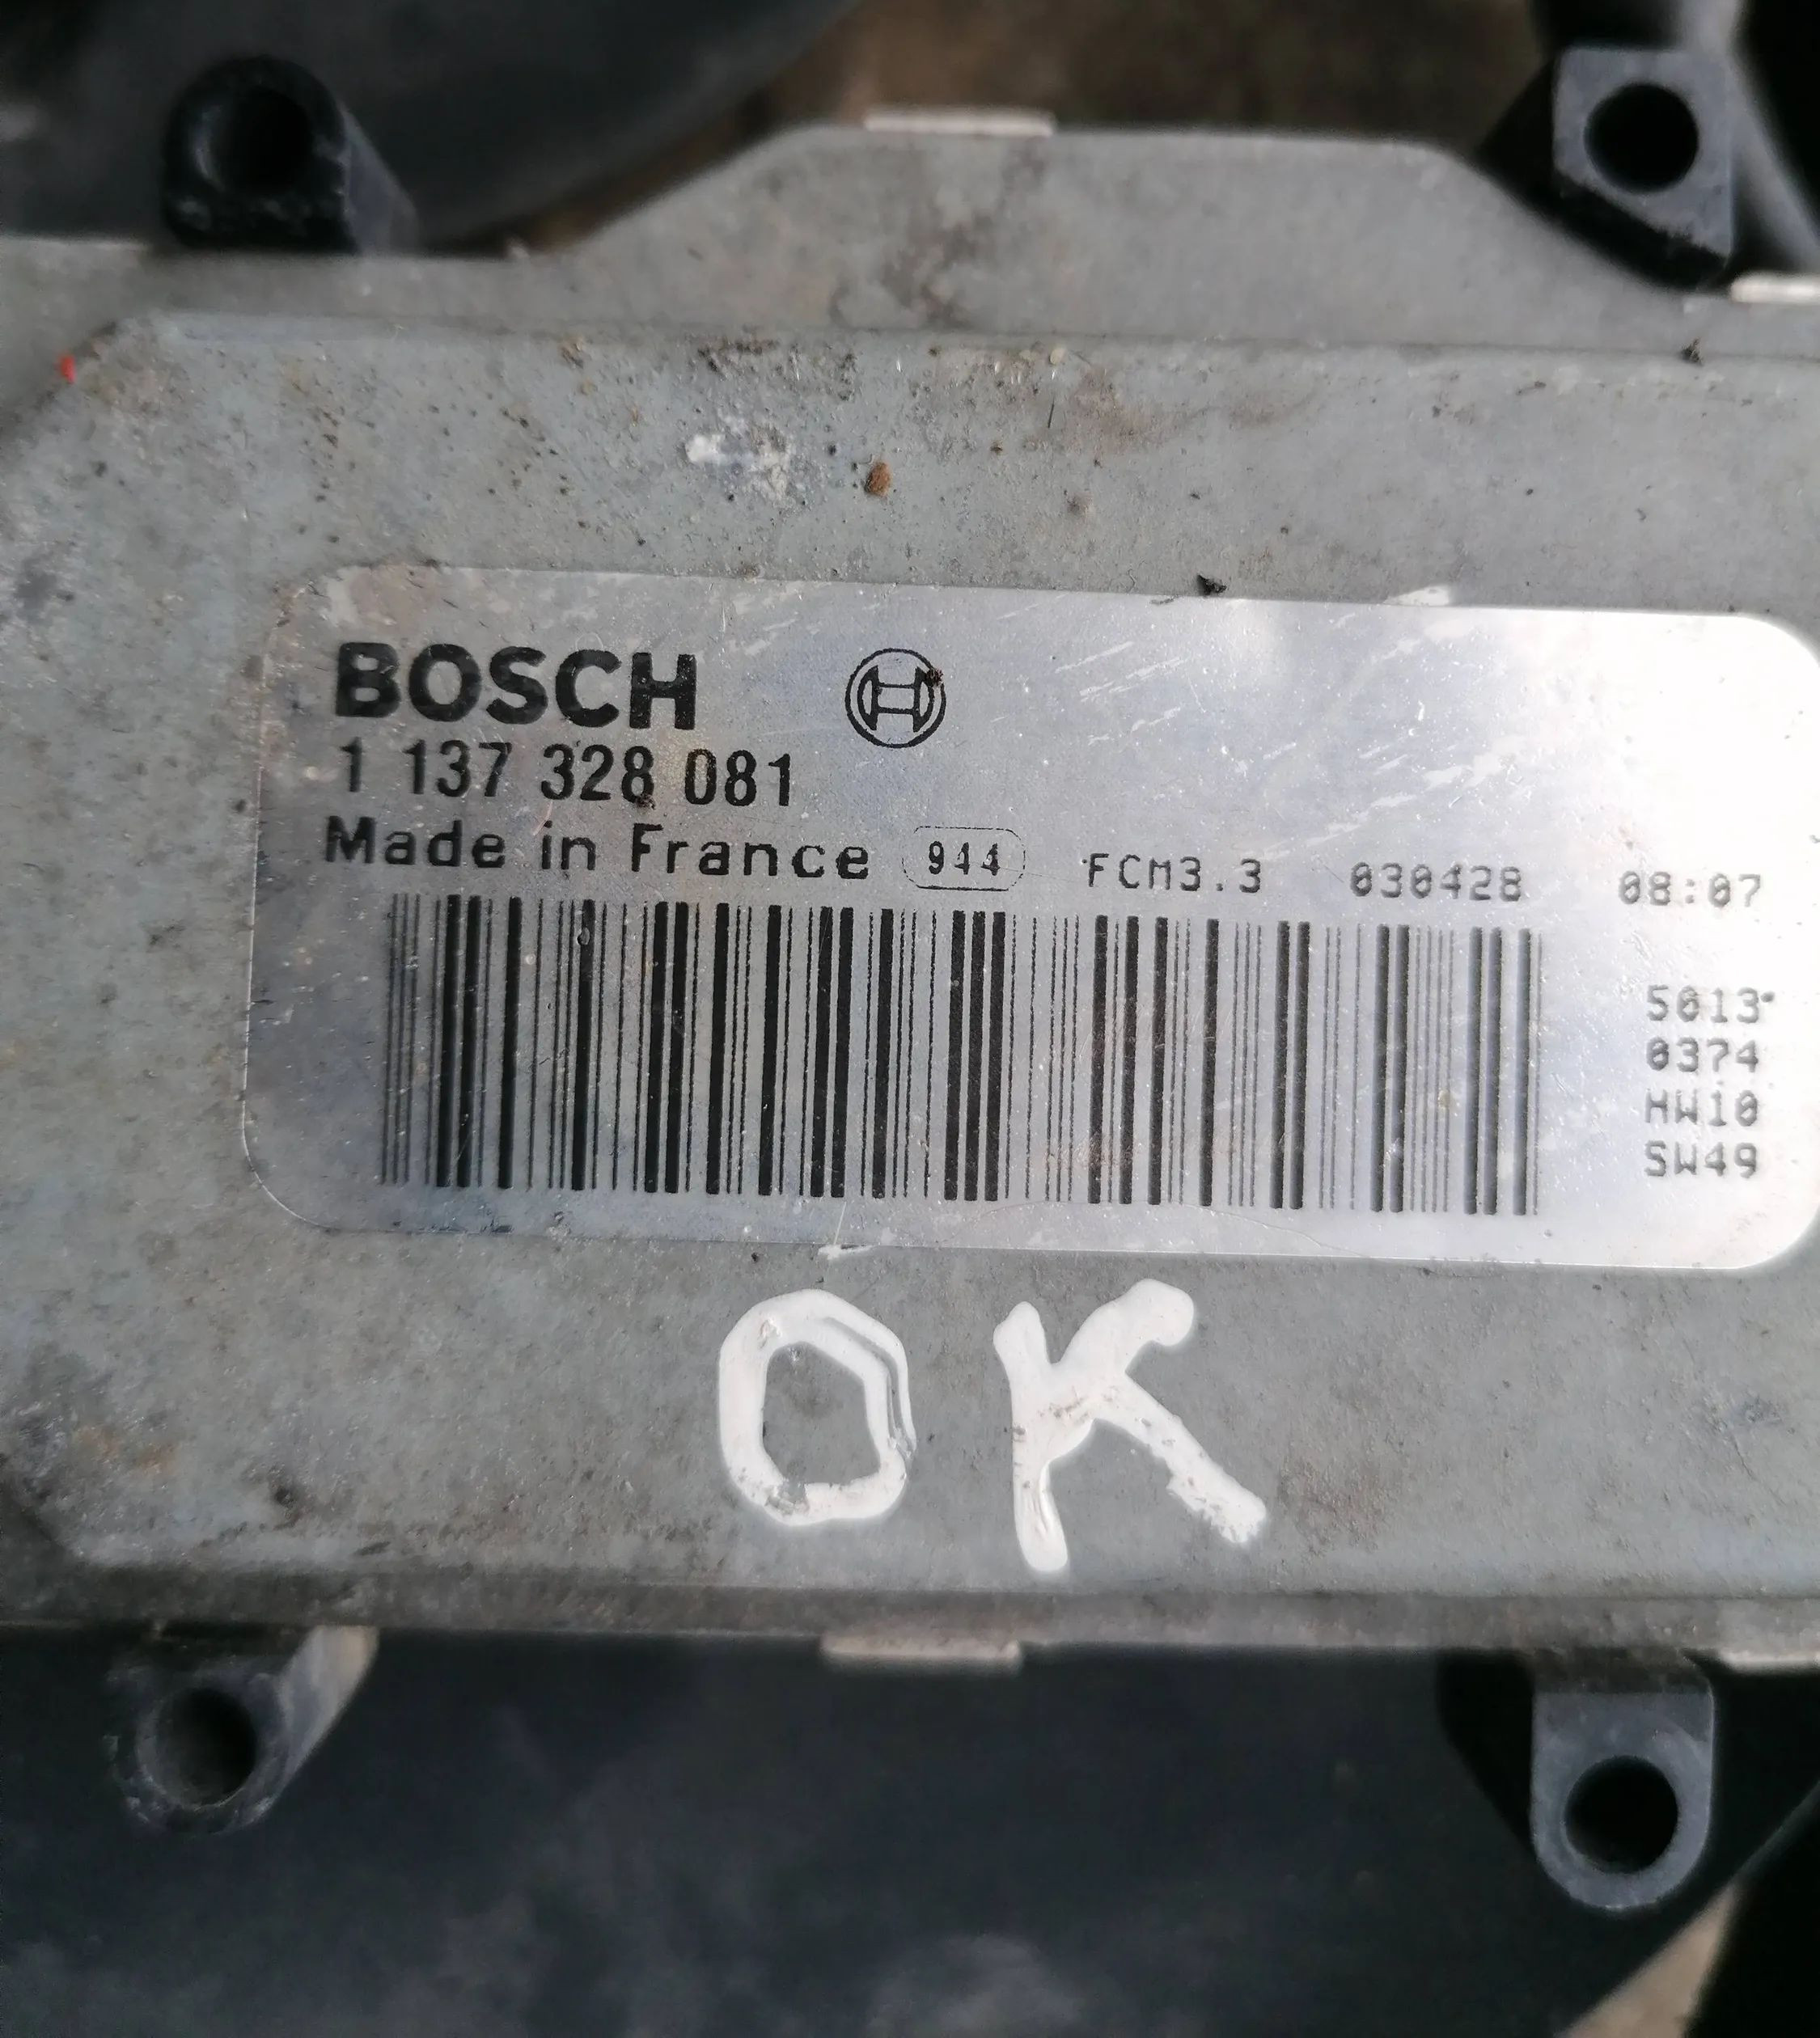 BOSCH
1 137 328 081
Made in France 944 FCM3.3 030428 08:07
5013
0374
HW10
SW49
OK